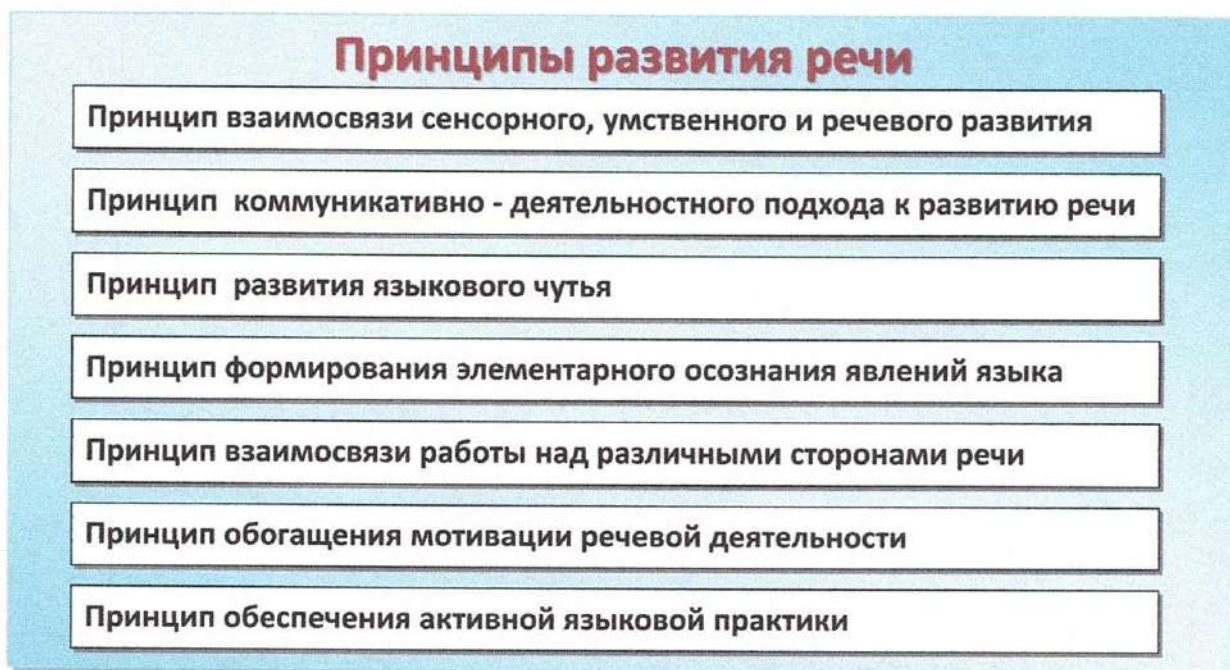 Принципы развития речи
Принцип взаимосвязи сенсорного, умственного и речевого развития
Принцип коммуникативно - деятельностного подхода к развитию речи
Принцип развития языкового чутья
Принцип формирования элементарного осознания явлений языка
Принцип взаимосвязи работы над различными сторонами речи
Принцип обогащения мотивации речевой деятельности
Принцип обеспечения активной языковой практики